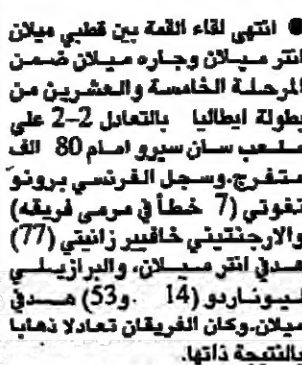 ● انتهى لقاء القمة بين قطبي ميلان
انتر ميلان وجاره ميلان ضمن
المرحلة الخامسة والعشرين من
بطولة ايطاليا بالتعادل 2-2 على
ملعب سان سيرو امام 80 الف
متفرج.وسجل الفرنسي برونو
نغوتي (7 خطأ في مرمى فريقه)
والارجنتيني خافيير زانيتي (77)
هدفي انتر ميلان، والبرازيلي
ليوناردو (14 .و53) هدفي
ميلان.وكان الفريقان تعادلا ذهابا
بالنتيجة ذاتها.